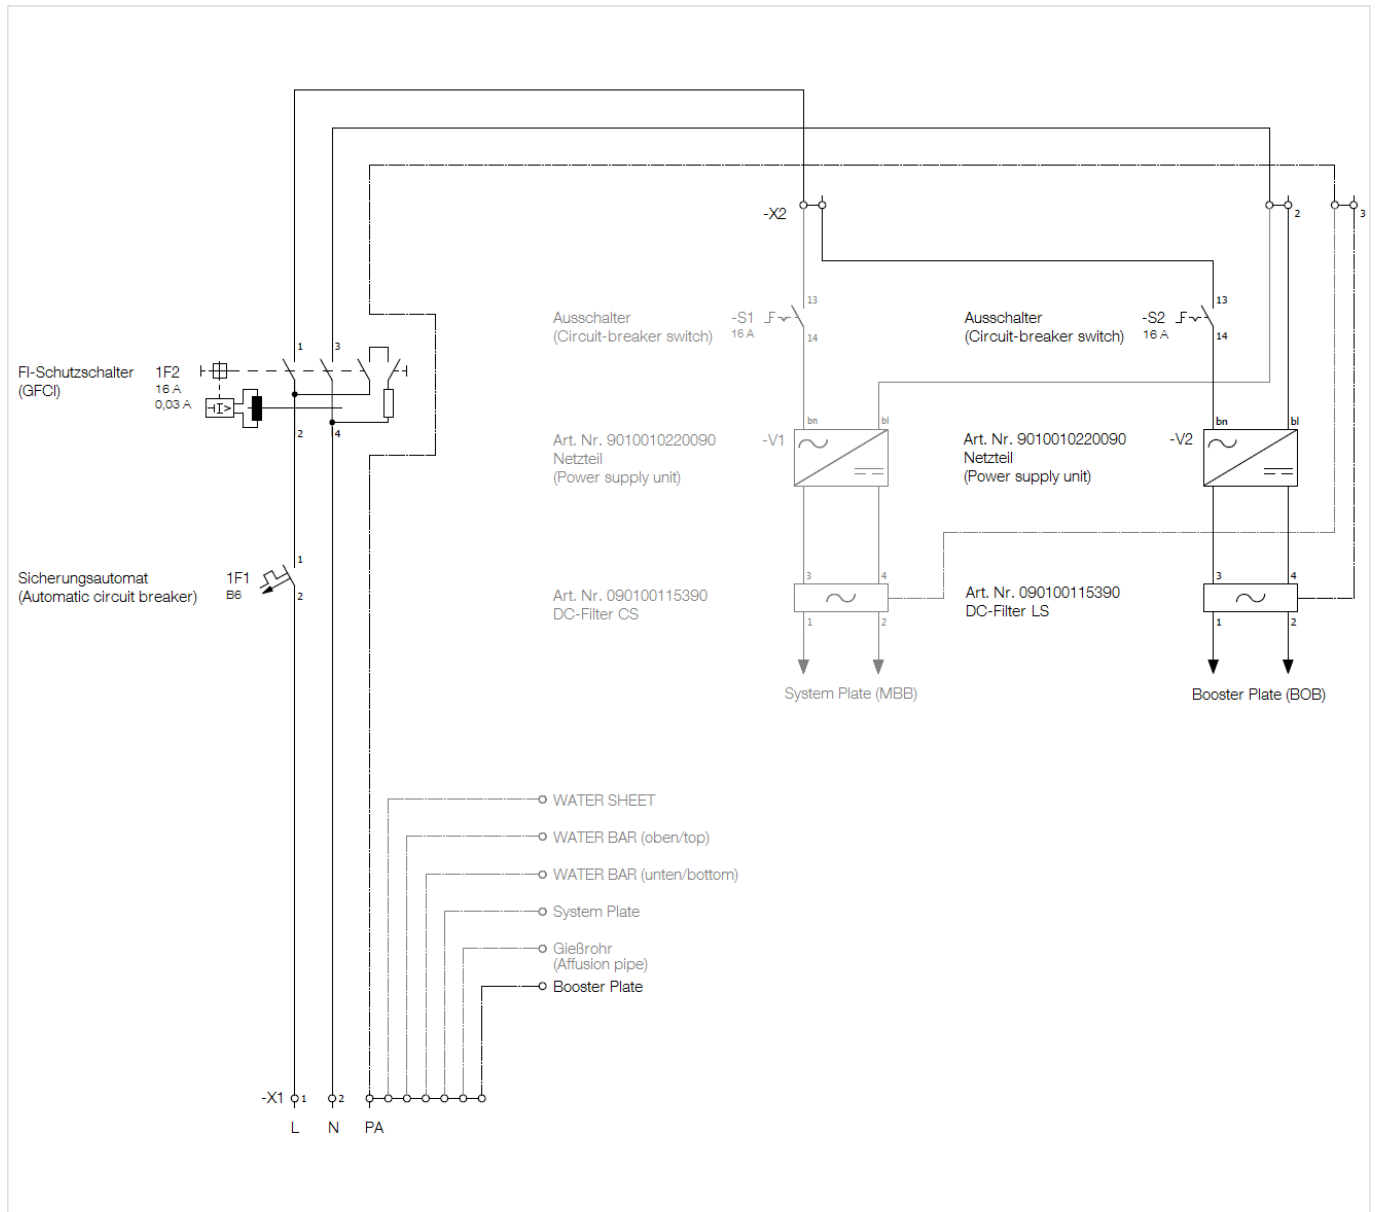 -X2
2
3
Ausschalter
(Circuit-breaker switch)
-S1
16 A
13
14
Ausschalter
(Circuit-breaker switch)
-S2
16 A
13
14
FI-Schutzschalter
(GFCI)
1F2
16 A
0,03 A
1
3
I>
2
4
Art. Nr. 9010010220090
Netzteil
(Power supply unit)
-V1
bn
bl
Art. Nr. 9010010220090
Netzteil
(Power supply unit)
-V2
bn
bl
Sicherungsautomat
(Automatic circuit breaker)
1F1
B6
1
2
Art. Nr. 090100115390
DC-Filter CS
3
4
1
2
System Plate (MBB)
Art. Nr. 090100115390
DC-Filter LS
3
4
1
2
Booster Plate (BOB)
WATER SHEET
WATER BAR (oben/top)
WATER BAR (unten/bottom)
System Plate
Gießrohr
(Affusion pipe)
Booster Plate
-X1
1
2
L
N
PA